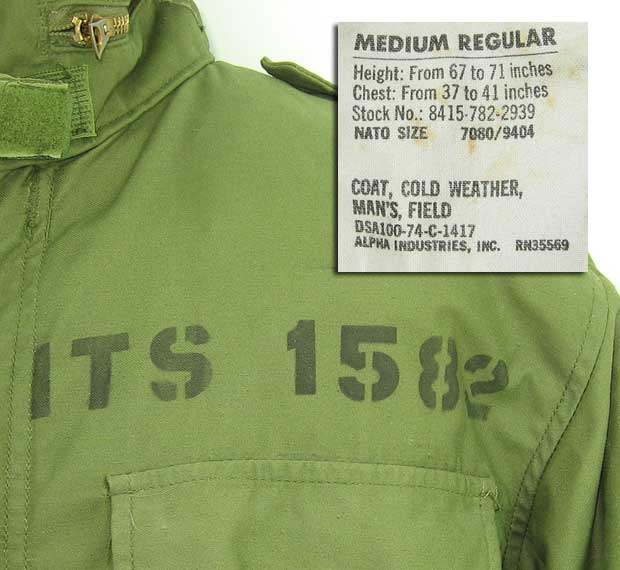 MEDIUM REGULAR
Height: From 67 to 71 inches
Chest: From 37 to 41 inches
Stock No.: 8415-782-2939
NATO SIZE 7080/9404
COAT, COLD WEATHER,
MAN'S, FIELD
DSA100-74-C-1417
ALPHA INDUSTRIES, INC. RN35569
ITS 1582